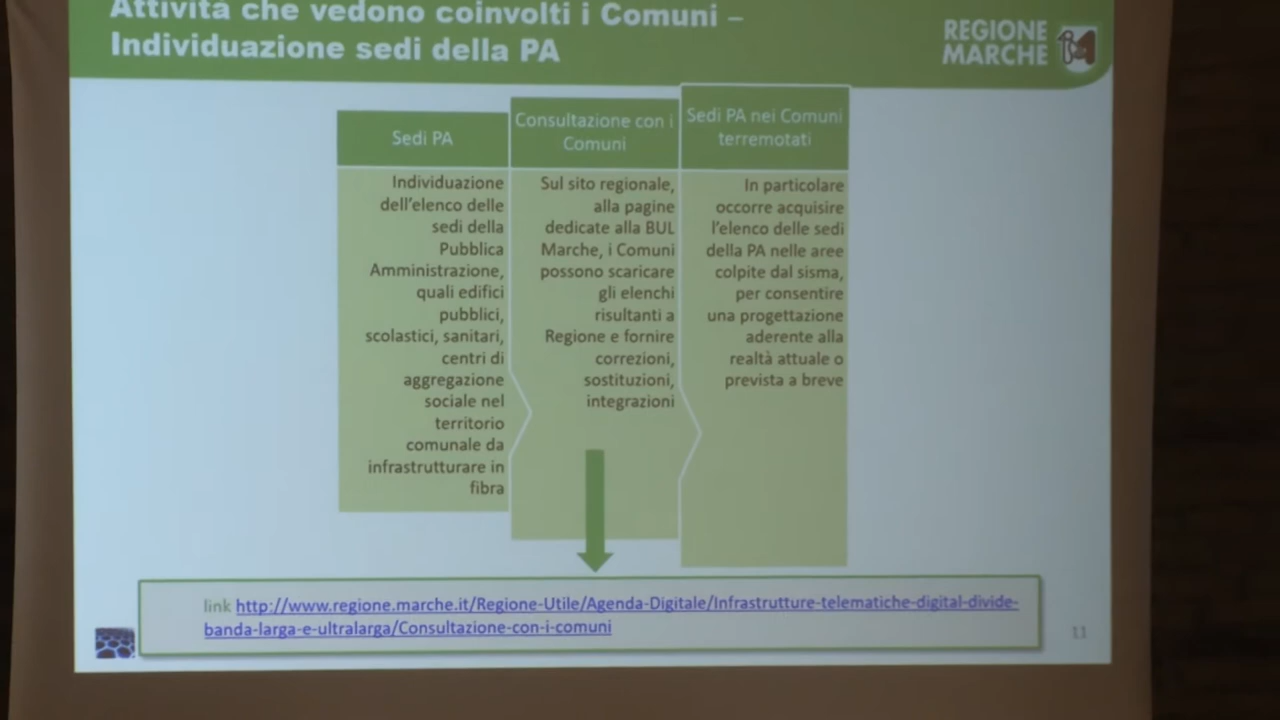 Attività che vedono coinvolti i Comuni –
Individuazione sedi della PA
REGIONE
MARCHE
Sedi PA
Individuazione
dell'elenco delle
sedi della
Pubblica
Amministrazione,
quali edifici
pubblici,
scolastici, sanitari,
centri di
aggregazione
sociale nel
territorio
comunale da
infrastrutturare in
fibra
Consultazione con i
Comuni
Sul sito regionale,
alla pagine
dedicate alla BUL
Marche, i Comuni
possono scaricare
gli elenchi
risultanti a
Regione e fornire
correzioni,
sostituzioni,
integrazioni
Sedi PA nei Comuni
terremotati
In particolare
occorre acquisire
l'elenco delle sedi
della PA nelle aree
colpite dal sisma,
per consentire
una progettazione
aderente alla
realtà attuale o
prevista a breve
link http://www.regione.marche.it/Regione-Utile/Agenda-Digitale/Infrastrutture-telematiche-digital-divide-
banda-larga-e-ultralarga/Consultazione-con-i-comuni
11